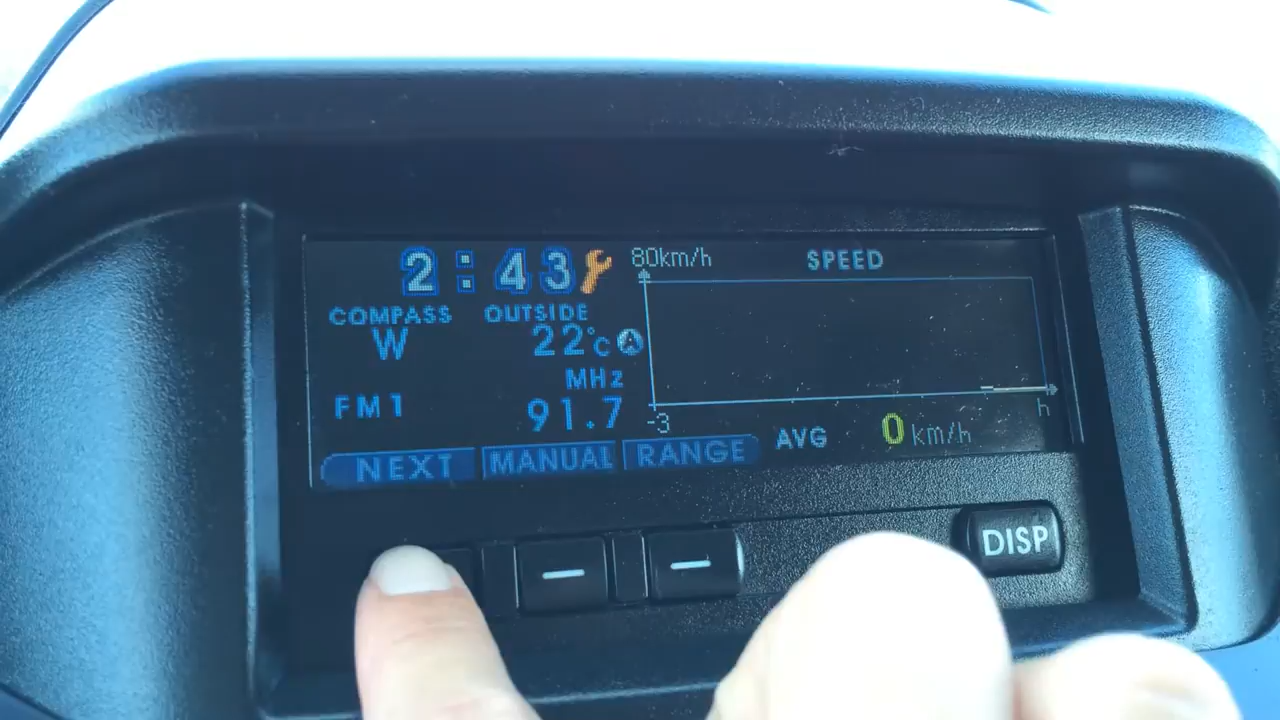 2:43
COMPASS OUTSIDE
W 22°C A
MHz
FM1 91.7
80km/h SPEED
-3 h
AVG 0 km/h
NEXT MANUAL RANGE
DISP